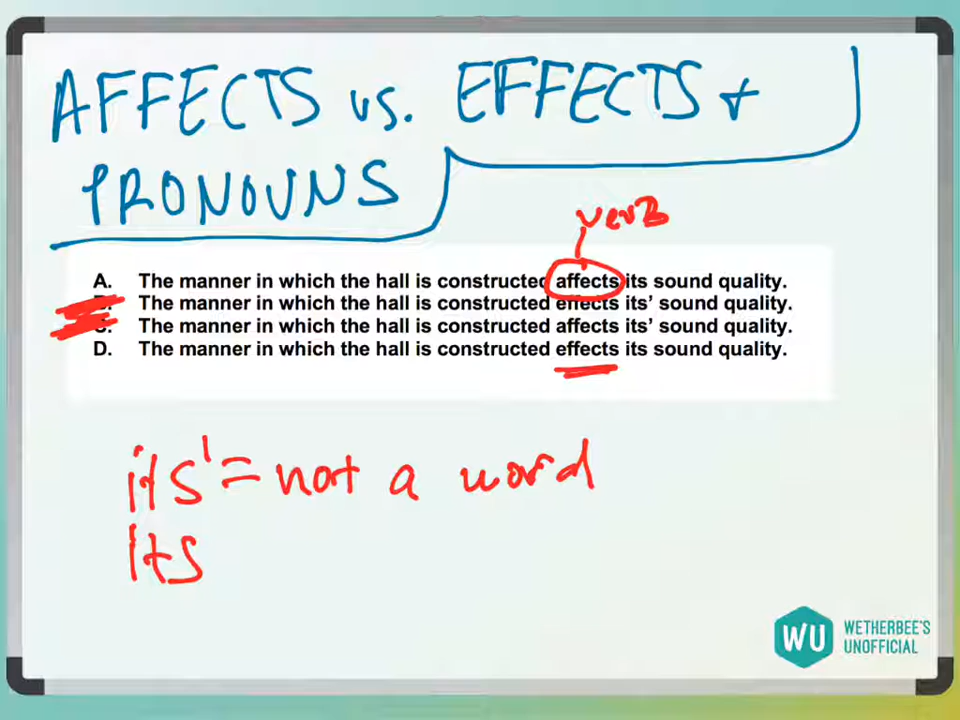 AFFECTS vs. EFFECTS +
PRONOUNS
verB
A. The manner in which the hall is constructed affects its sound quality.
B. The manner in which the hall is constructed effects its’ sound quality.
C. The manner in which the hall is constructed affects its’ sound quality.
D. The manner in which the hall is constructed effects its sound quality.
its' = not a word
Its
WU WETHERBEE'S
UNOFFICIAL